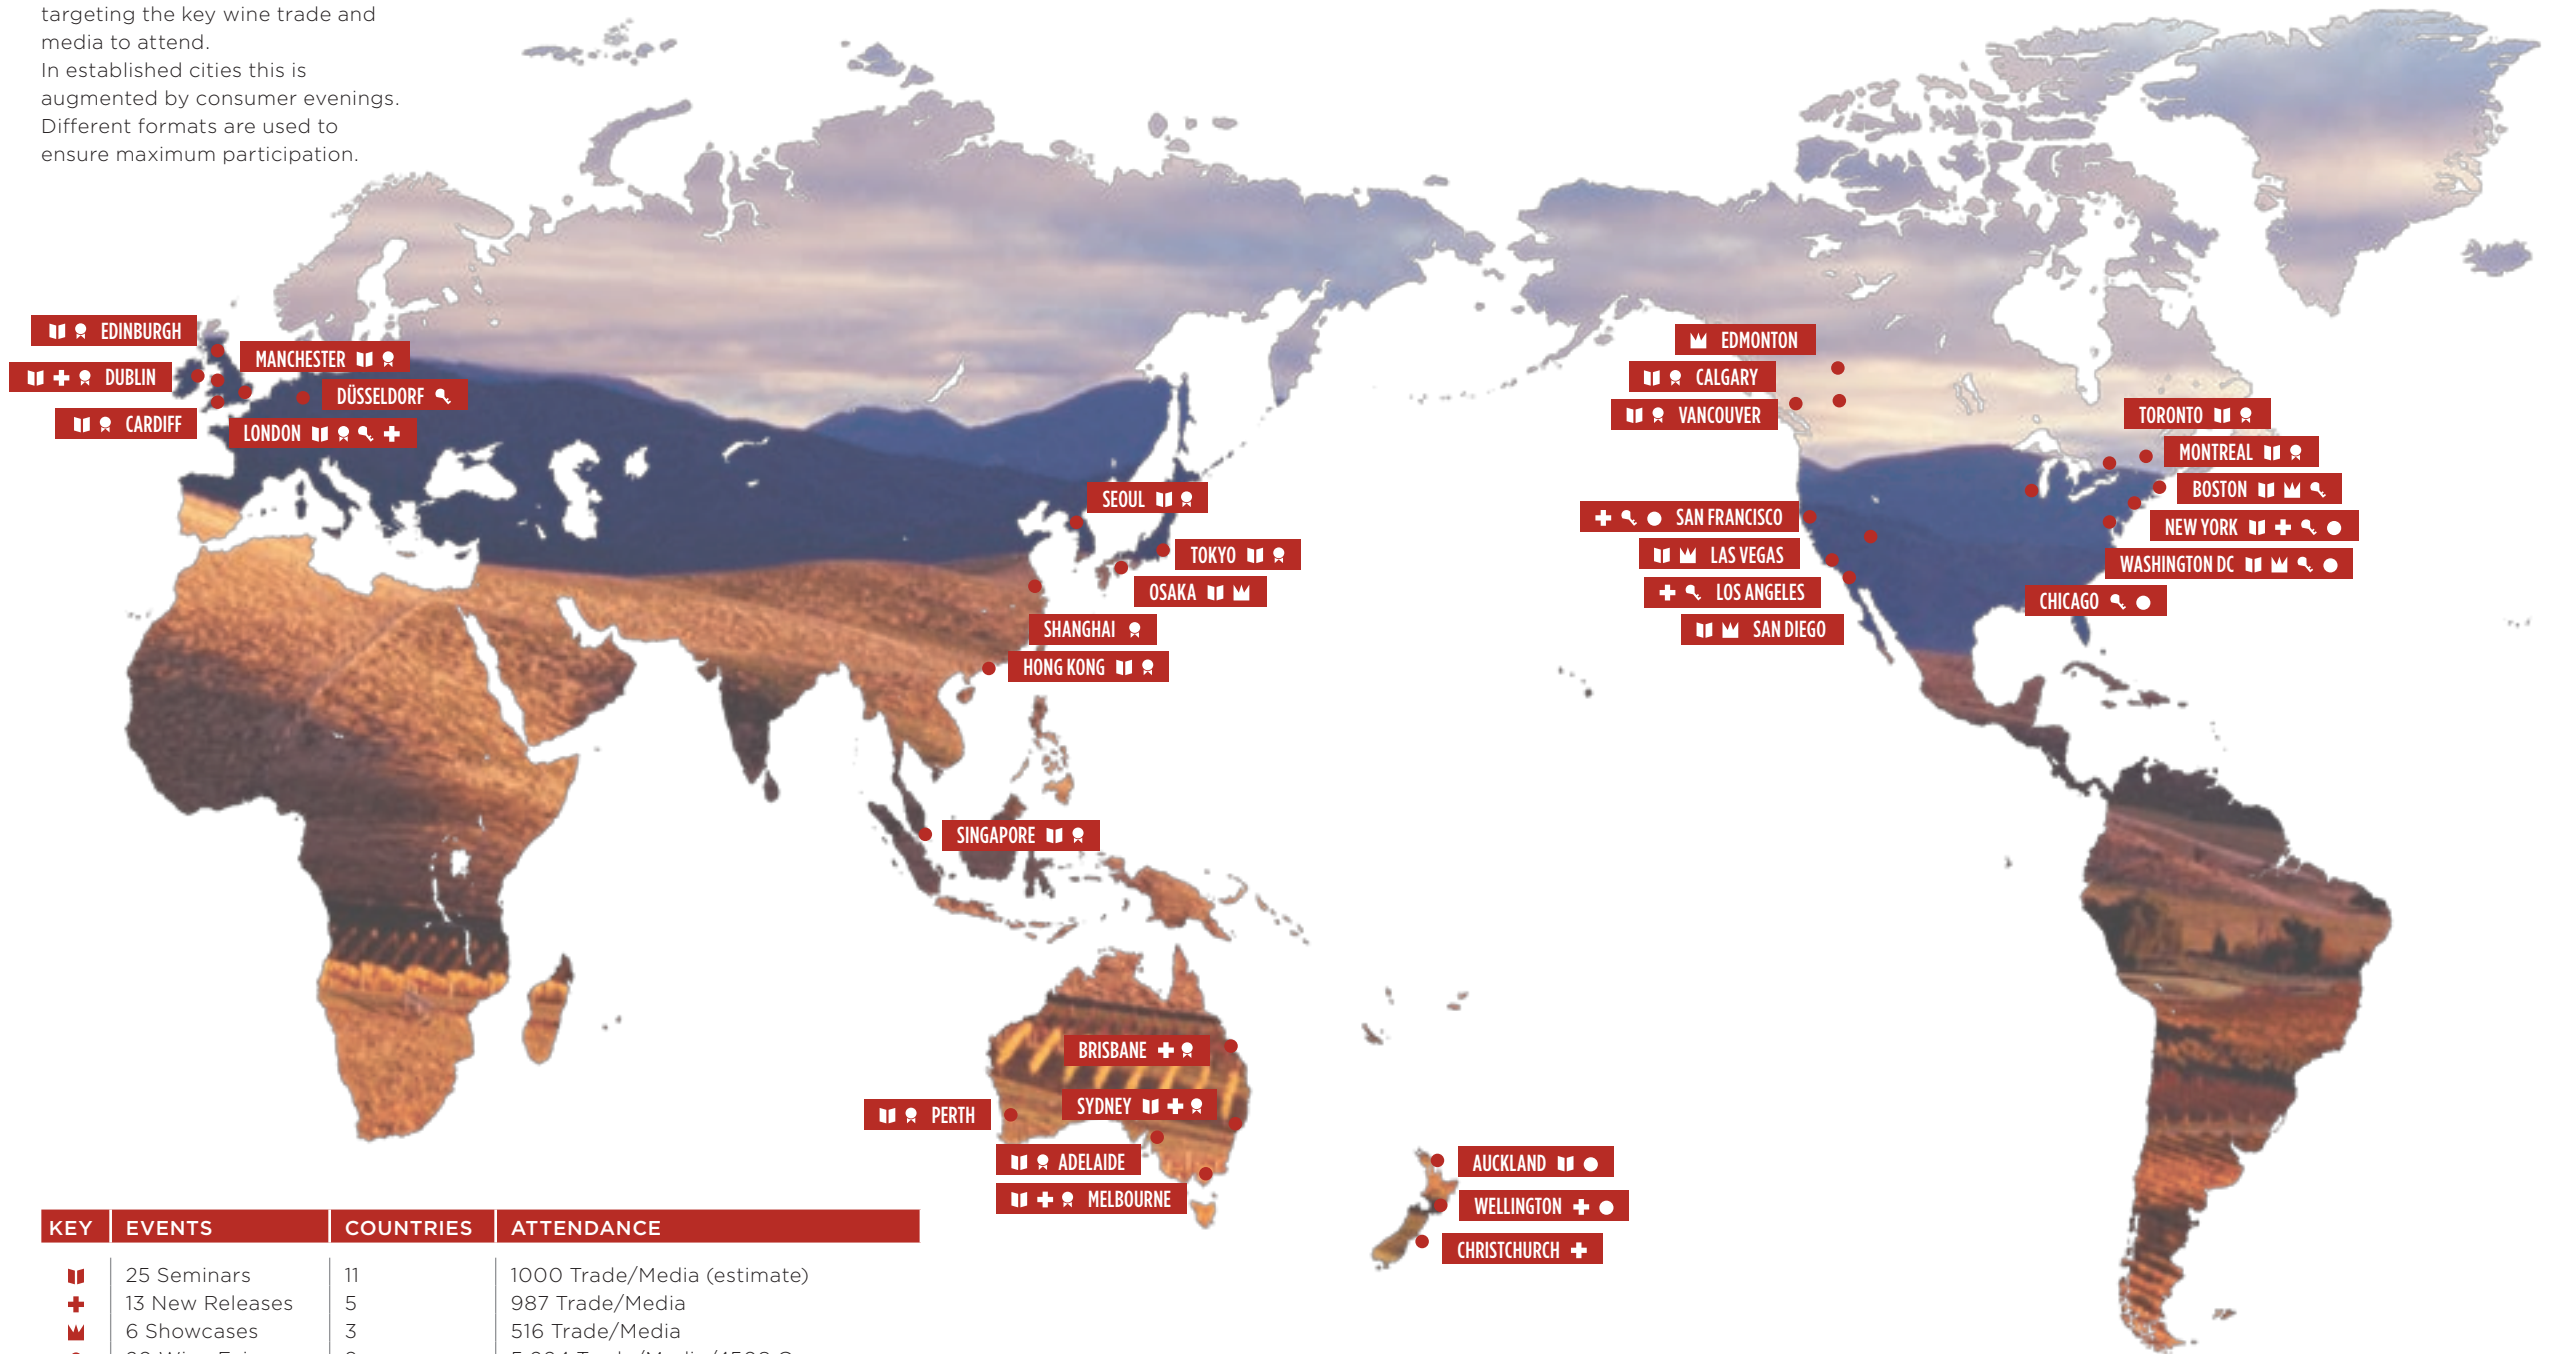 targeting the key wine trade and
media to attend.
In established cities this is
augmented by consumer evenings.
Different formats are used to
ensure maximum participation.
EDINBURGH
MANCHESTER
DUBLIN
DÜSSELDORF
CARDIFF
LONDON
SEOUL
TOKYO
OSAKA
SHANGHAI
HONG KONG
SINGAPORE
BRISBANE
SYDNEY
PERTH
ADELAIDE
MELBOURNE
AUCKLAND
WELLINGTON
CHRISTCHURCH
EDMONTON
CALGARY
VANCOUVER
SAN FRANCISCO
LAS VEGAS
LOS ANGELES
SAN DIEGO
TORONTO
MONTREAL
BOSTON
NEW YORK
WASHINGTON DC
CHICAGO
KEY EVENTS COUNTRIES ATTENDANCE
25 Seminars 11 1000 Trade/Media (estimate)
13 New Releases 5 987 Trade/Media
6 Showcases 3 516 Trade/Media